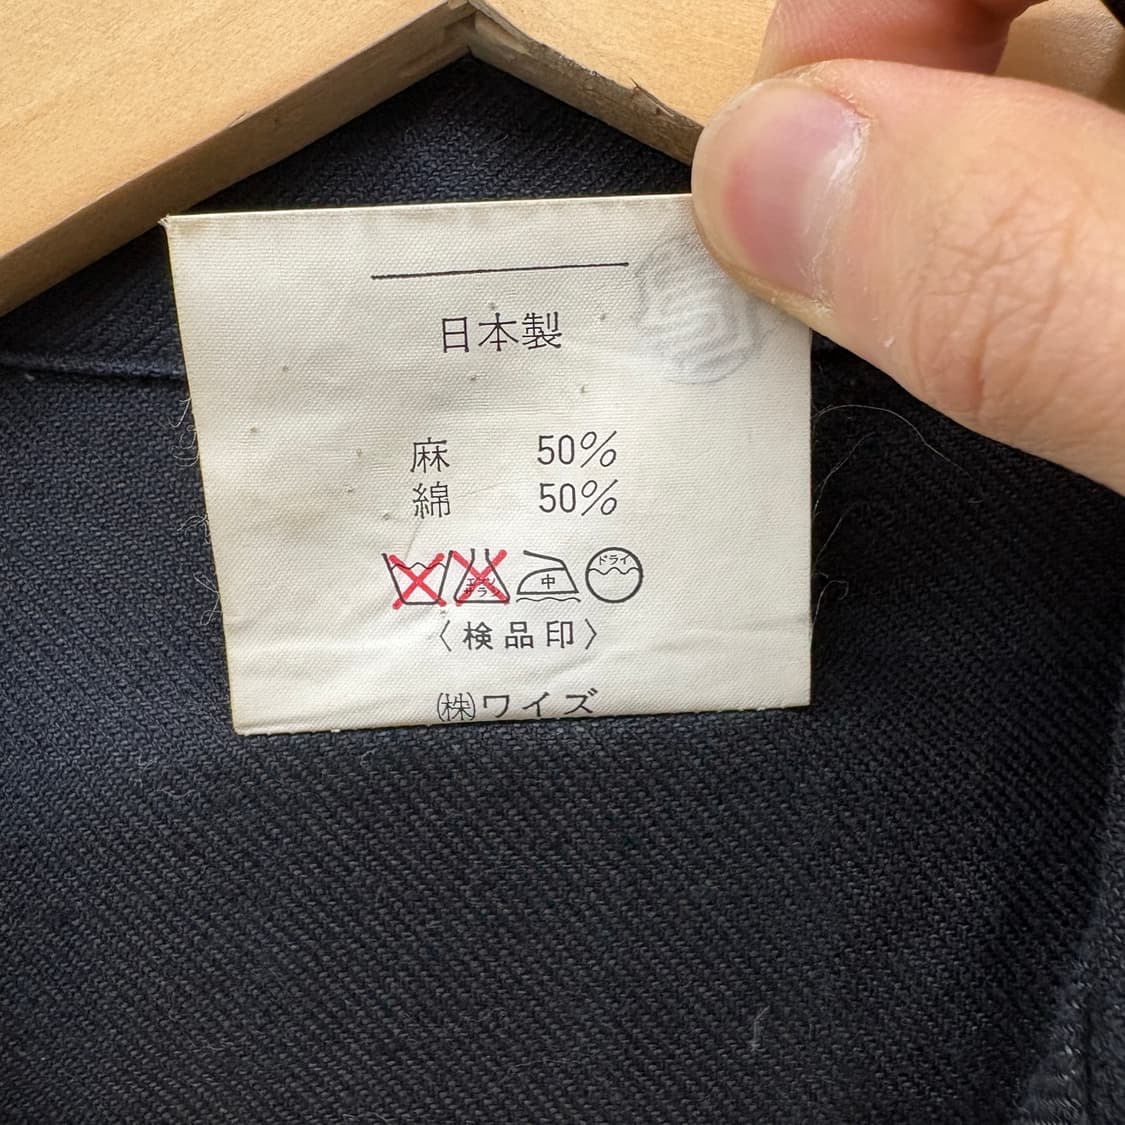 日本製
麻 50%
綿 50%
中 ドライ
〈検品印〉
㈱ワイズ